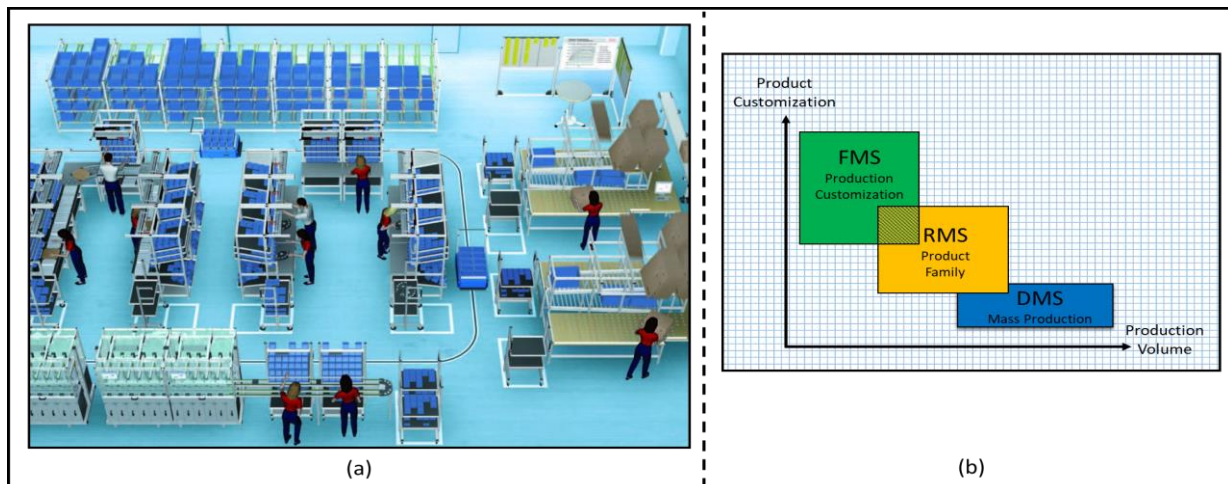 (a)
Product
Customization
FMS
Production
Customization
RMS
Product
Family
DMS
Mass Production
Production
Volume
(b)